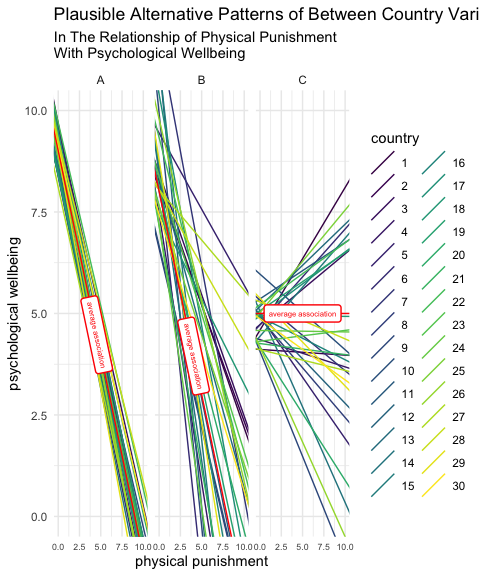 Plausible Alternative Patterns of Between Country Vari
In The Relationship of Physical Punishment
With Psychological Wellbeing
A B C
country
10.0
7.5
5.0
2.5
0.0
psychological wellbeing
average association
average association
average association
1 16
2 17
3 18
4 19
5 20
6 21
7 22
8 23
9 24
10 25
11 26
12 27
13 28
14 29
15 30
0.0 2.5 5.0 7.5 10.0 0.0 2.5 5.0 7.5 10.0 0.0 2.5 5.0 7.5 10.0
physical punishment